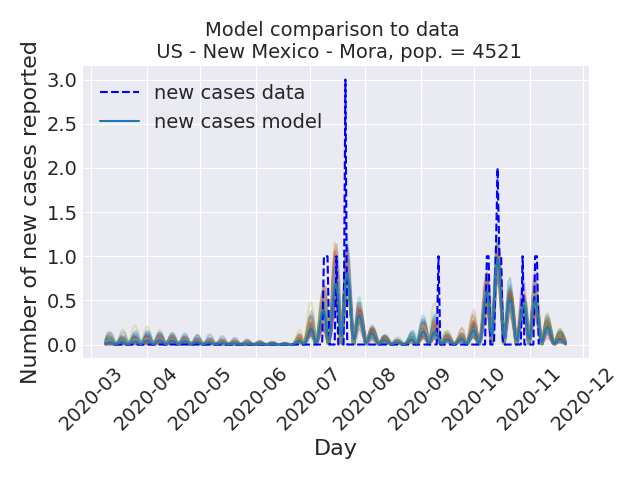 Model comparison to data
US - New Mexico - Mora, pop. = 4521
Number of new cases reported
3.0
2.5
2.0
1.5
1.0
0.5
0.0
new cases data
new cases model
2020-03
2020-04
2020-05
2020-06
2020-07
2020-08
2020-09
2020-10
2020-11
2020-12
Day